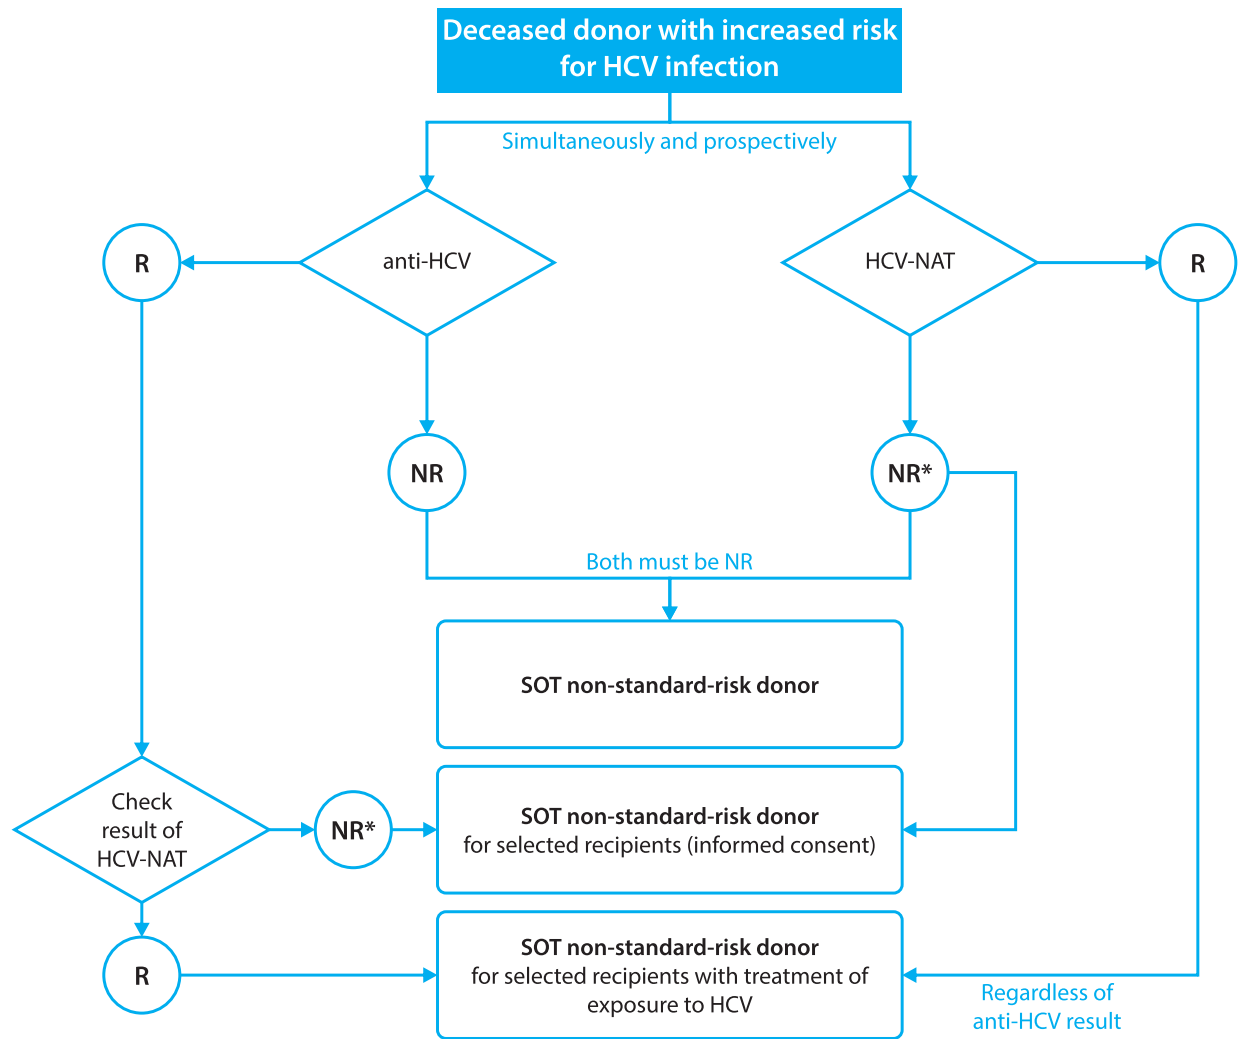 Deceased donor with increased risk
for HCV infection
Simultaneously and prospectively
R
anti-HCV
HCV-NAT
R
NR
NR*
Both must be NR
SOT non-standard-risk donor
Check
result of
HCV-NAT
NR*
SOT non-standard-risk donor
for selected recipients (informed consent)
R
SOT non-standard-risk donor
for selected recipients with treatment of
exposure to HCV
Regardless of
anti-HCV result